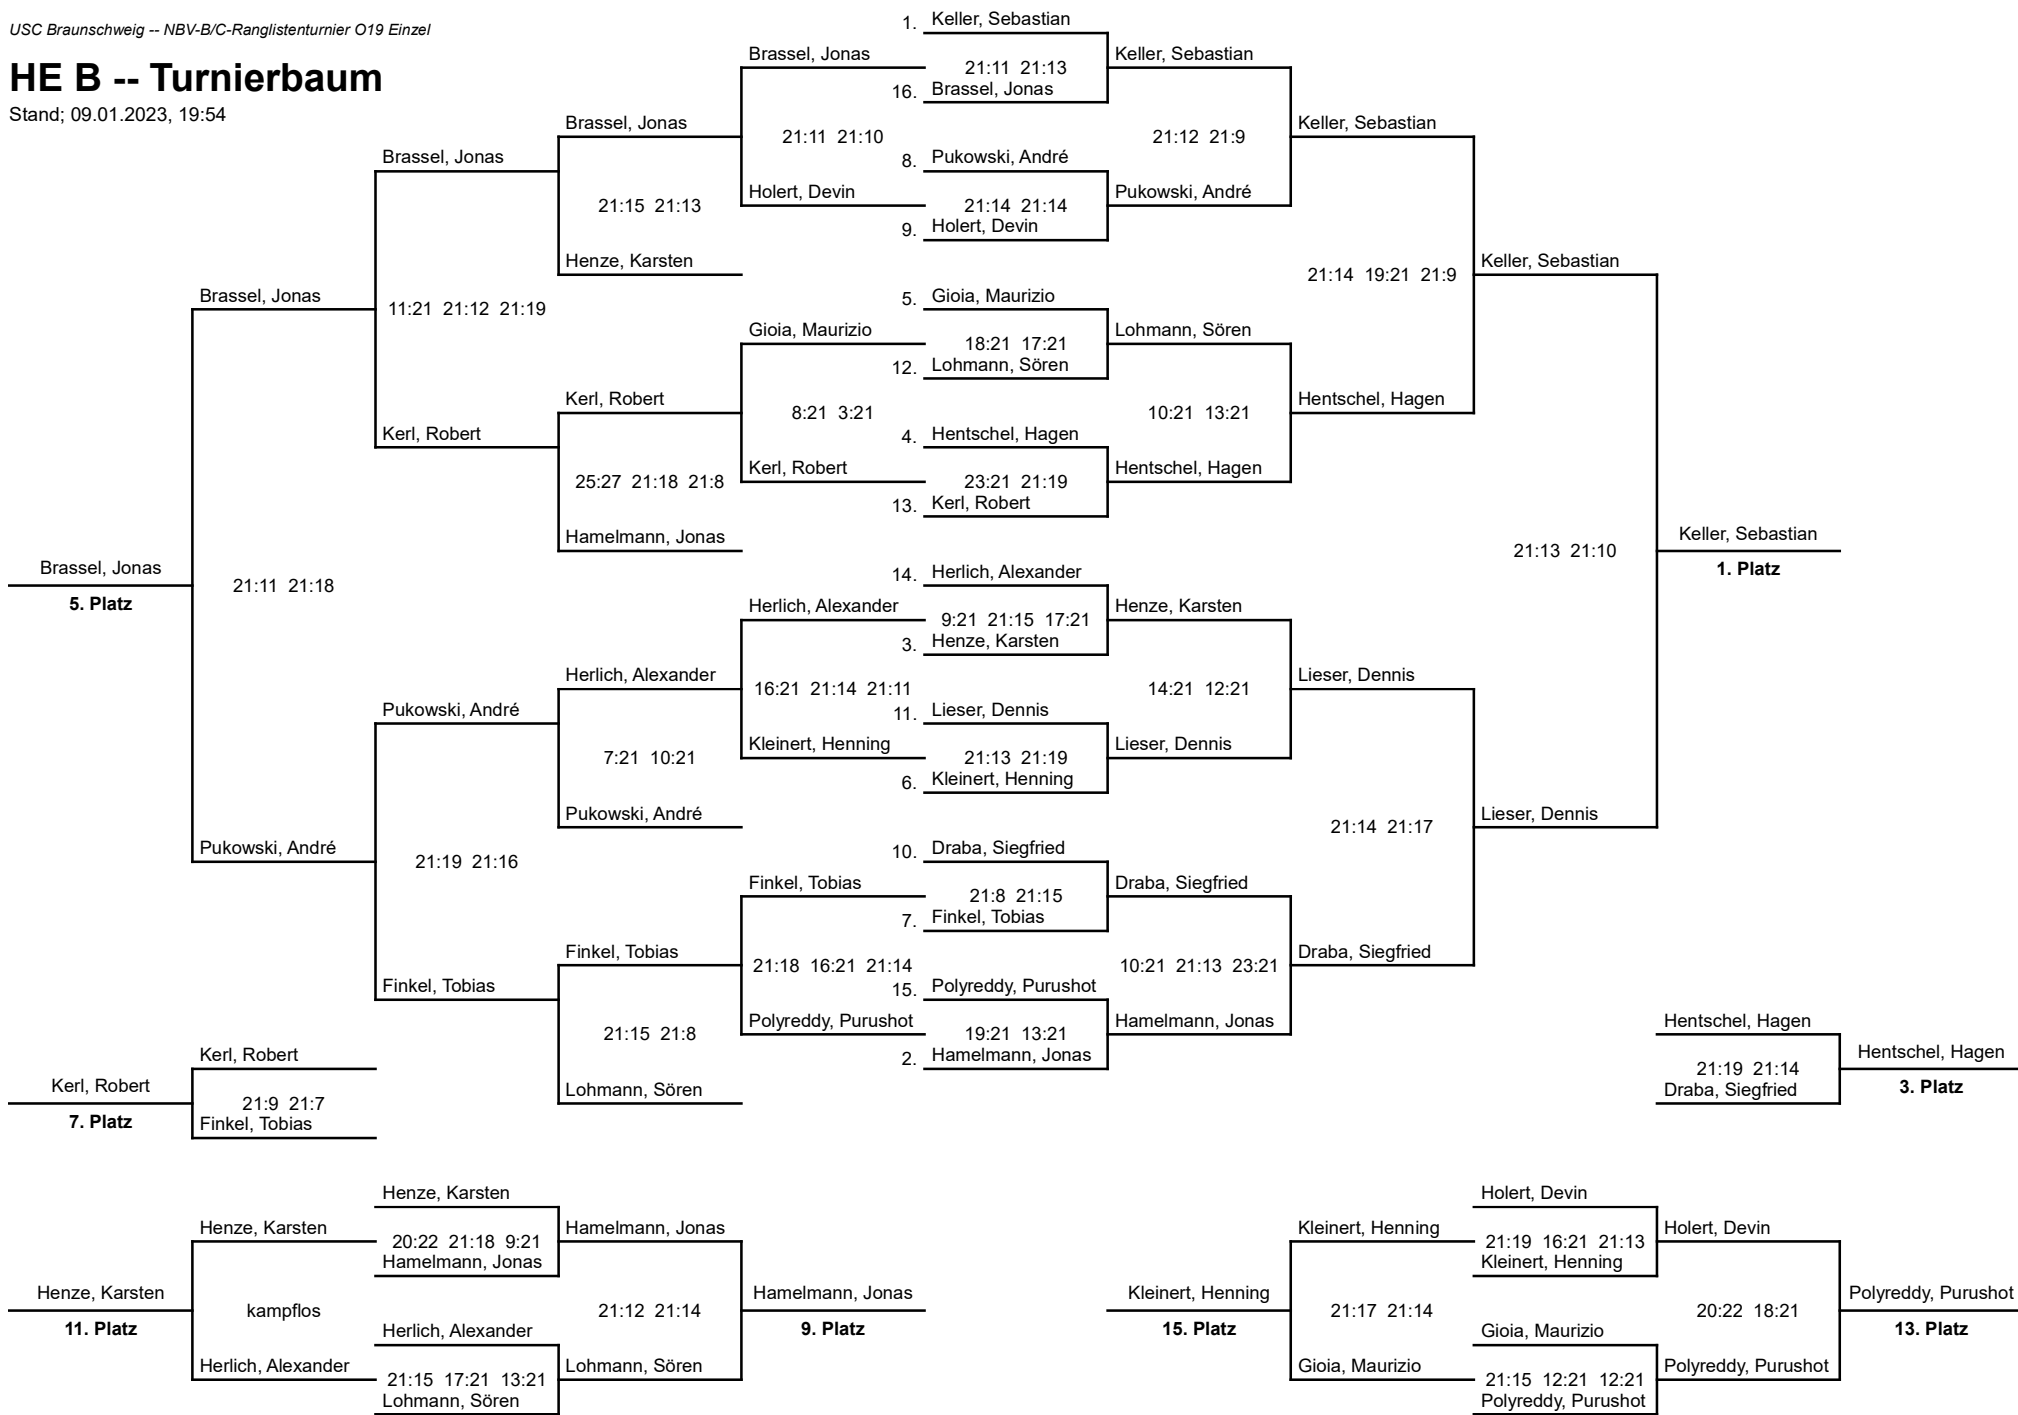 USC Braunschweig -- NBV-B/C-Ranglistenturnier O19 Einzel
HE B -- Turnierbaum
Stand; 09.01.2023, 19:54
1. Keller, Sebastian
Brassel, Jonas
Keller, Sebastian
21:11 21:13
16. Brassel, Jonas
Brassel, Jonas
Keller, Sebastian
21:11 21:10
21:12 21:9
Brassel, Jonas
8. Pukowski, André
Holert, Devin
Pukowski, André
21:15 21:13
21:14 21:14
9. Holert, Devin
Henze, Karsten
Keller, Sebastian
21:14 19:21 21:9
Brassel, Jonas
5. Gioia, Maurizio
11:21 21:12 21:19
Gioia, Maurizio
Lohmann, Sören
18:21 17:21
12. Lohmann, Sören
Kerl, Robert
Hentschel, Hagen
8:21 3:21
10:21 13:21
Kerl, Robert
4. Hentschel, Hagen
Kerl, Robert
Hentschel, Hagen
25:27 21:18 21:8
23:21 21:19
13. Kerl, Robert
Hamelmann, Jonas
Keller, Sebastian
21:13 21:10
1. Platz
Brassel, Jonas
5. Platz
21:11 21:18
14. Herlich, Alexander
Herlich, Alexander
Henze, Karsten
9:21 21:15 17:21
3. Henze, Karsten
Herlich, Alexander
Lieser, Dennis
16:21 21:14 21:11
14:21 12:21
Pukowski, André
11. Lieser, Dennis
Kleinert, Henning
Lieser, Dennis
7:21 10:21
21:13 21:19
6. Kleinert, Henning
Pukowski, André
Lieser, Dennis
21:14 21:17
Pukowski, André
10. Draba, Siegfried
21:19 21:16
Finkel, Tobias
Draba, Siegfried
21:8 21:15
7. Finkel, Tobias
Finkel, Tobias
Draba, Siegfried
21:18 16:21 21:14
10:21 21:13 23:21
Finkel, Tobias
15. Polyreddy, Purushot
Polyreddy, Purushot
Hamelmann, Jonas
Hentschel, Hagen
21:15 21:8
19:21 13:21
2. Hamelmann, Jonas
Kerl, Robert
Hentschel, Hagen
21:19 21:14
3. Platz
Kerl, Robert
7. Platz
Lohmann, Sören
Draba, Siegfried
21:9 21:7
Finkel, Tobias
Henze, Karsten
Holert, Devin
Henze, Karsten
Hamelmann, Jonas
Kleinert, Henning
Holert, Devin
20:22 21:18 9:21
21:19 16:21 21:13
Hamelmann, Jonas
Kleinert, Henning
Henze, Karsten
Hamelmann, Jonas
Kleinert, Henning
Polyreddy, Purushot
kampflos
21:12 21:14
21:17 21:14
20:22 18:21
11. Platz
9. Platz
15. Platz
13. Platz
Herlich, Alexander
Gioia, Maurizio
Herlich, Alexander
Lohmann, Sören
Gioia, Maurizio
Polyreddy, Purushot
21:15 17:21 13:21
21:15 12:21 12:21
Lohmann, Sören
Polyreddy, Purushot